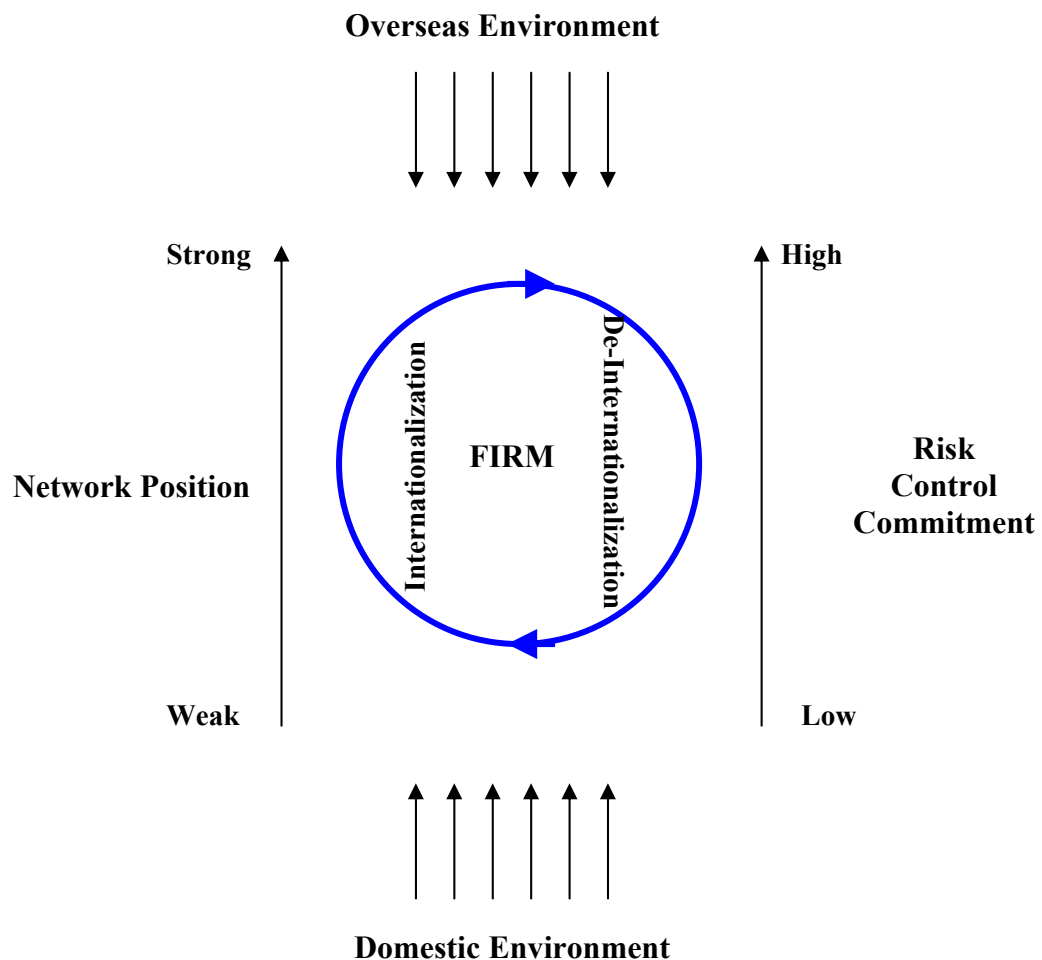 Overseas Environment
Strong
High
De-Internationalization
Internationalization
FIRM
Network Position
Risk
Control
Commitment
Weak
Low
Domestic Environment